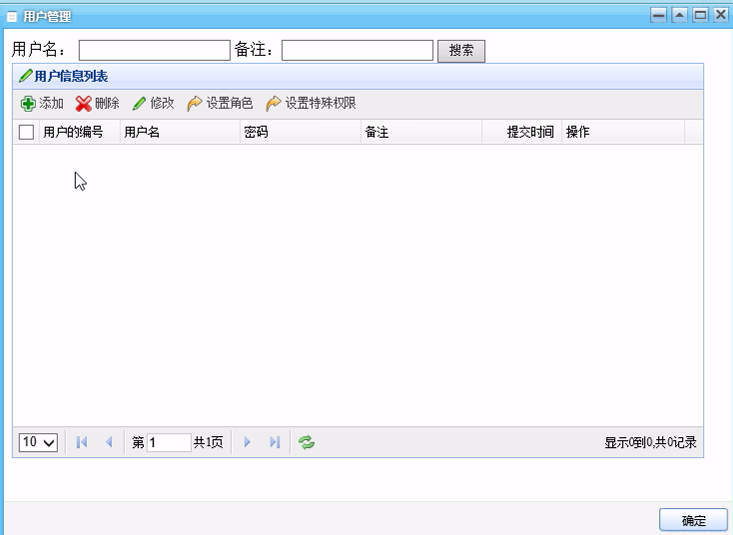 用户管理
用户名： 备注： 搜索
用户信息列表
添加 删除 修改 设置角色 设置特殊权限
用户的编号 用户名 密码 备注 提交时间 操作
10 第 1 共1页 显示0到0,共0记录
确定